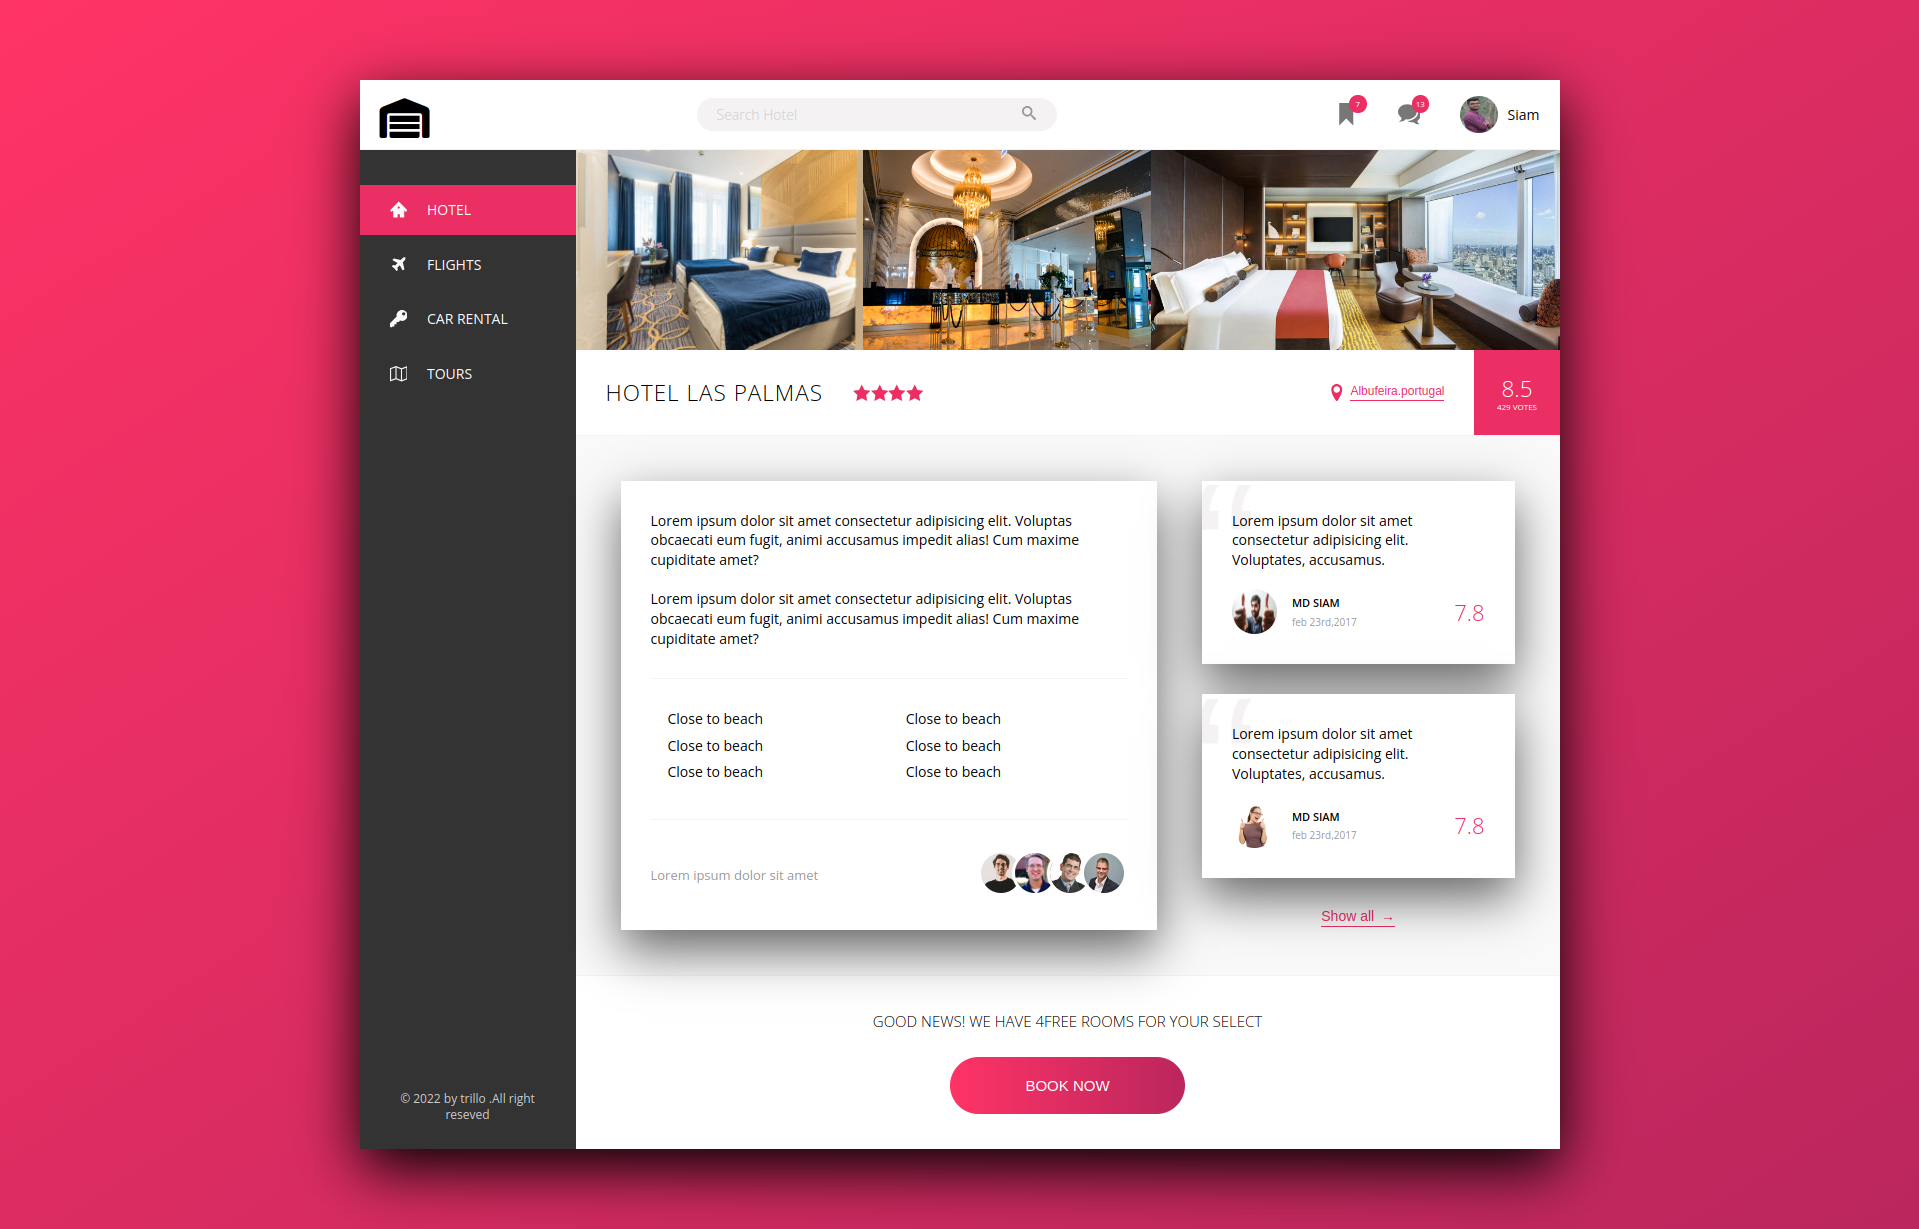 Search Hotel
7
13
Siam
HOTEL
FLIGHTS
CAR RENTAL
TOURS
HOTEL LAS PALMAS
Albufeira.portugal
8.5
429 VOTES
Lorem ipsum dolor sit amet consectetur adipisicing elit. Voluptas
obcaecati eum fugit, animi accusamus impedit alias! Cum maxime
cupiditate amet?
Lorem ipsum dolor sit amet consectetur adipisicing elit. Voluptas
obcaecati eum fugit, animi accusamus impedit alias! Cum maxime
cupiditate amet?
Close to beach
Close to beach
Close to beach
Close to beach
Close to beach
Close to beach
Lorem ipsum dolor sit amet
“
Lorem ipsum dolor sit amet
consectetur adipisicing elit.
Voluptates, accusamus.
MD SIAM
feb 23rd,2017
7.8
“
Lorem ipsum dolor sit amet
consectetur adipisicing elit.
Voluptates, accusamus.
MD SIAM
feb 23rd,2017
7.8
Show all →
GOOD NEWS! WE HAVE 4FREE ROOMS FOR YOUR SELECT
BOOK NOW
© 2022 by trillo .All right
reseved